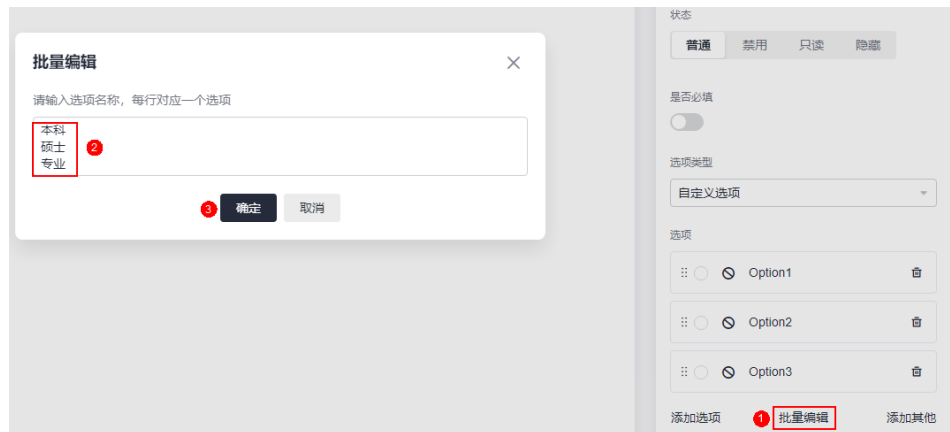 批量编辑
请输入选项名称，每行对应一个选项
本科
硕士
专业
2
3
确定 取消
状态
普通 禁用 只读 隐藏
是否必填
选项类型
自定义选项
选项
Option1
Option2
Option3
添加选项 1 批量编辑 添加其他